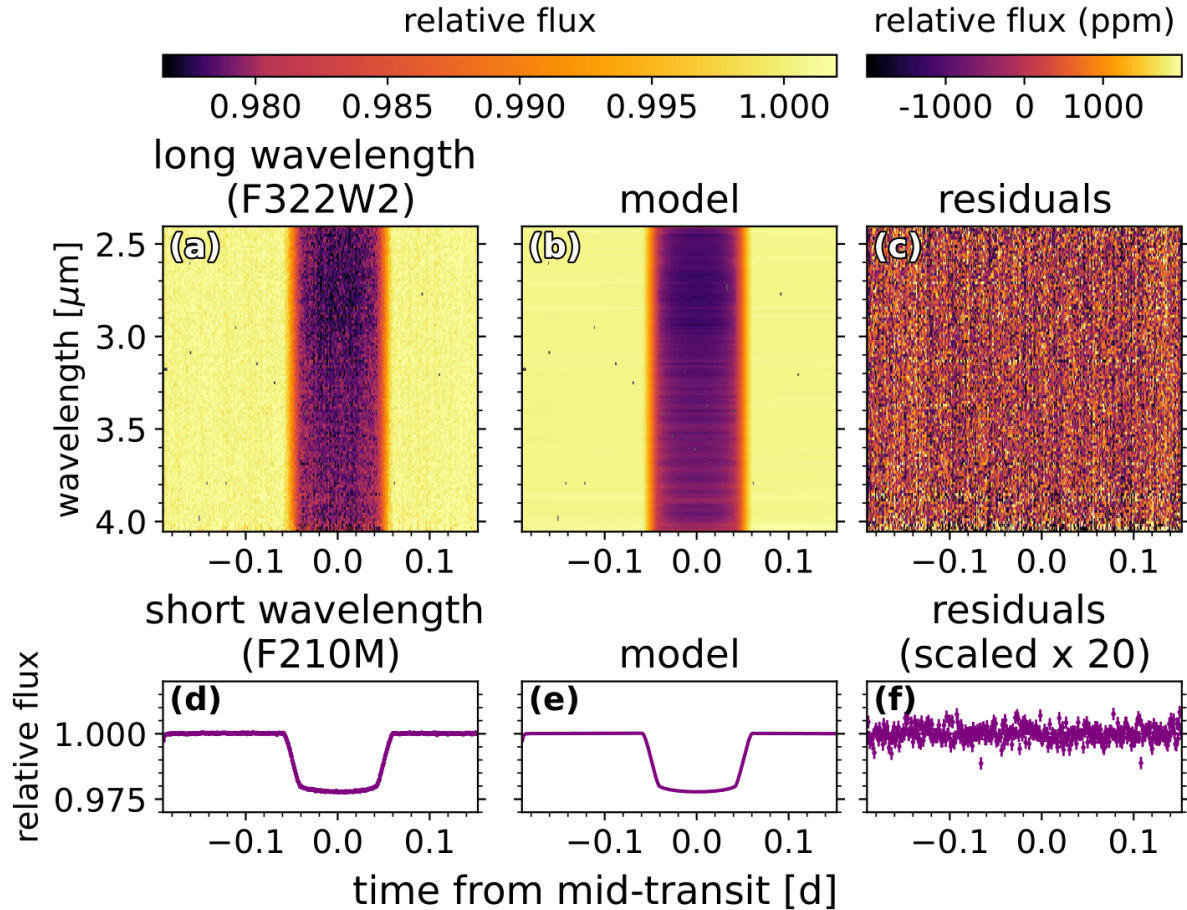 relative flux
relative flux (ppm)
0.980 0.985 0.990 0.995 1.000
-1000 0 1000
long wavelength
(F322W2)
model
residuals
wavelength [μm]
2.5
3.0
3.5
4.0
(a)
(b)
(c)
−0.1 0.0 0.1
−0.1 0.0 0.1
−0.1 0.0 0.1
short wavelength
(F210M)
model
residuals
(scaled x 20)
relative flux
1.000
0.975
(d)
(e)
(f)
−0.1 0.0 0.1
−0.1 0.0 0.1
−0.1 0.0 0.1
time from mid-transit [d]